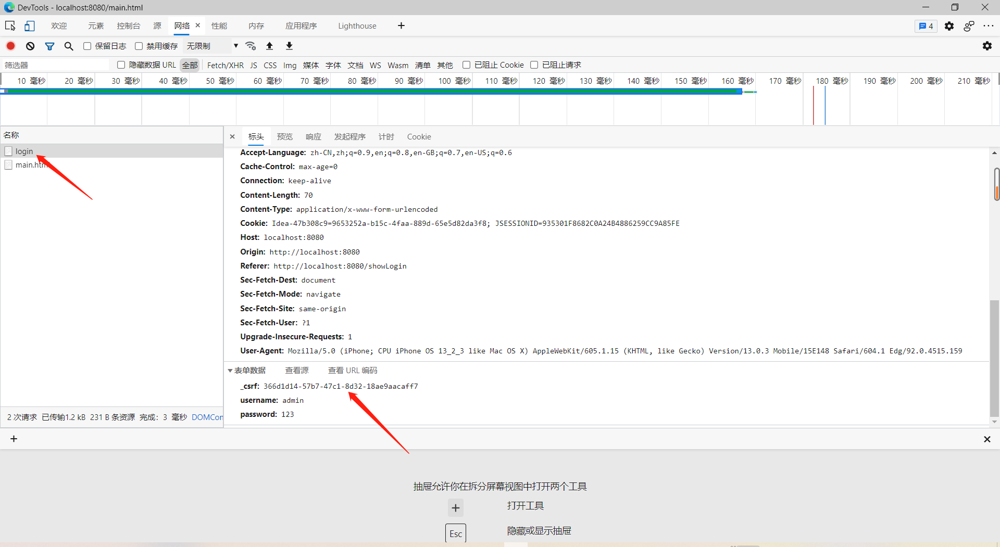 DevTools - localhost:8080/main.html
欢迎 元素 控制台 源 网络 性能 内存 应用程序 Lighthouse 4
保留日志 禁用缓存 无限制
筛选器 隐藏数据 URL 全部 Fetch/XHR JS CSS Img 媒体 字体 文档 WS Wasm 清单 其他 已阻止 Cookie 已阻止请求
10 毫秒 20 毫秒 30 毫秒 40 毫秒 50 毫秒 60 毫秒 70 毫秒 80 毫秒 90 毫秒 100 毫秒 110 毫秒 120 毫秒 130 毫秒 140 毫秒 150 毫秒 160 毫秒 170 毫秒 180 毫秒 190 毫秒 200 毫秒 210 毫秒
名称
login
main.html
标头 预览 响应 发起程序 计时 Cookie
Accept-Language: zh-CN,zh;q=0.9,en;q=0.8,en-GB;q=0.7,en-US;q=0.6
Cache-Control: max-age=0
Connection: keep-alive
Content-Length: 70
Content-Type: application/x-www-form-urlencoded
Cookie: Idea-47b308c9=9653252a-b15c-4faa-889d-65e5d82da3f8; JSESSIONID=935301F8682C0A24B4886259CC9A85FE
Host: localhost:8080
Origin: http://localhost:8080
Referer: http://localhost:8080/showLogin
Sec-Fetch-Dest: document
Sec-Fetch-Mode: navigate
Sec-Fetch-Site: same-origin
Sec-Fetch-User: ?1
Upgrade-Insecure-Requests: 1
User-Agent: Mozilla/5.0 (iPhone; CPU iPhone OS 13_2_3 like Mac OS X) AppleWebKit/605.1.15 (KHTML, like Gecko) Version/13.0.3 Mobile/15E148 Safari/604.1 Edg/92.0.4515.159
表单数据 查看源 查看 URL 编码
_csrf: 366d1d14-57b7-47c1-8d32-18ae9aacaff7
username: admin
password: 123
2 次请求 已传输1.2 kB 231 B 条资源 完成: 3 毫秒 DOMCon
抽屉允许你在拆分屏幕视图中打开两个工具
+ 打开工具
Esc 隐藏或显示抽屉